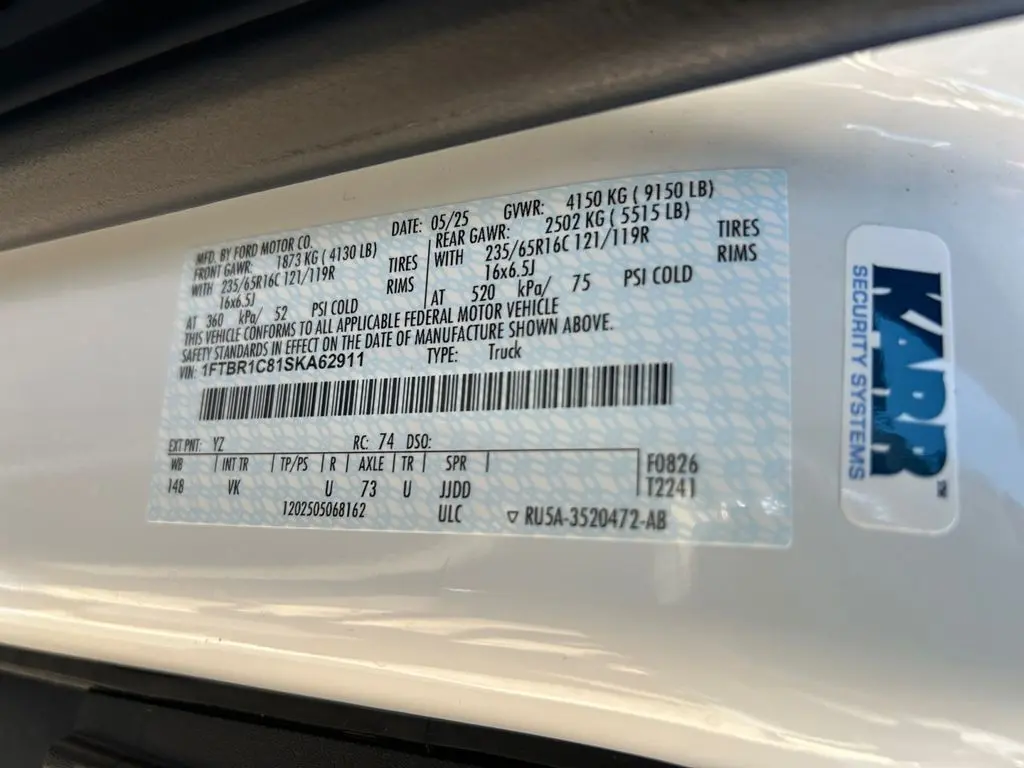 MFD. BY FORD MOTOR CO. DATE: 05/25 GVWR: 4150 KG ( 9150 LB)
FRONT GAWR: 1873 KG ( 4130 LB) REAR GAWR: 2502 KG ( 5515 LB)
WITH 235/65R16C 121/119R TIRES WITH 235/65R16C 121/119R TIRES
16x6.5J RIMS 16x6.5J RIMS
AT 360 kPa/ 52 PSI COLD AT 520 kPa/ 75 PSI COLD
THIS VEHICLE CONFORMS TO ALL APPLICABLE FEDERAL MOTOR VEHICLE
SAFETY STANDARDS IN EFFECT ON THE DATE OF MANUFACTURE SHOWN ABOVE.
VIN: 1FTBR1C81SKA62911 TYPE: Truck
EXT PNT: YZ RC: 74 DSO:
WB INT TR TP/PS R AXLE TR SPR F0826
148 VK U 73 U JJDD T2241
1202505068162 ULC ▽ RU5A-3520472-AB
KARR
SECURITY SYSTEMS
TM